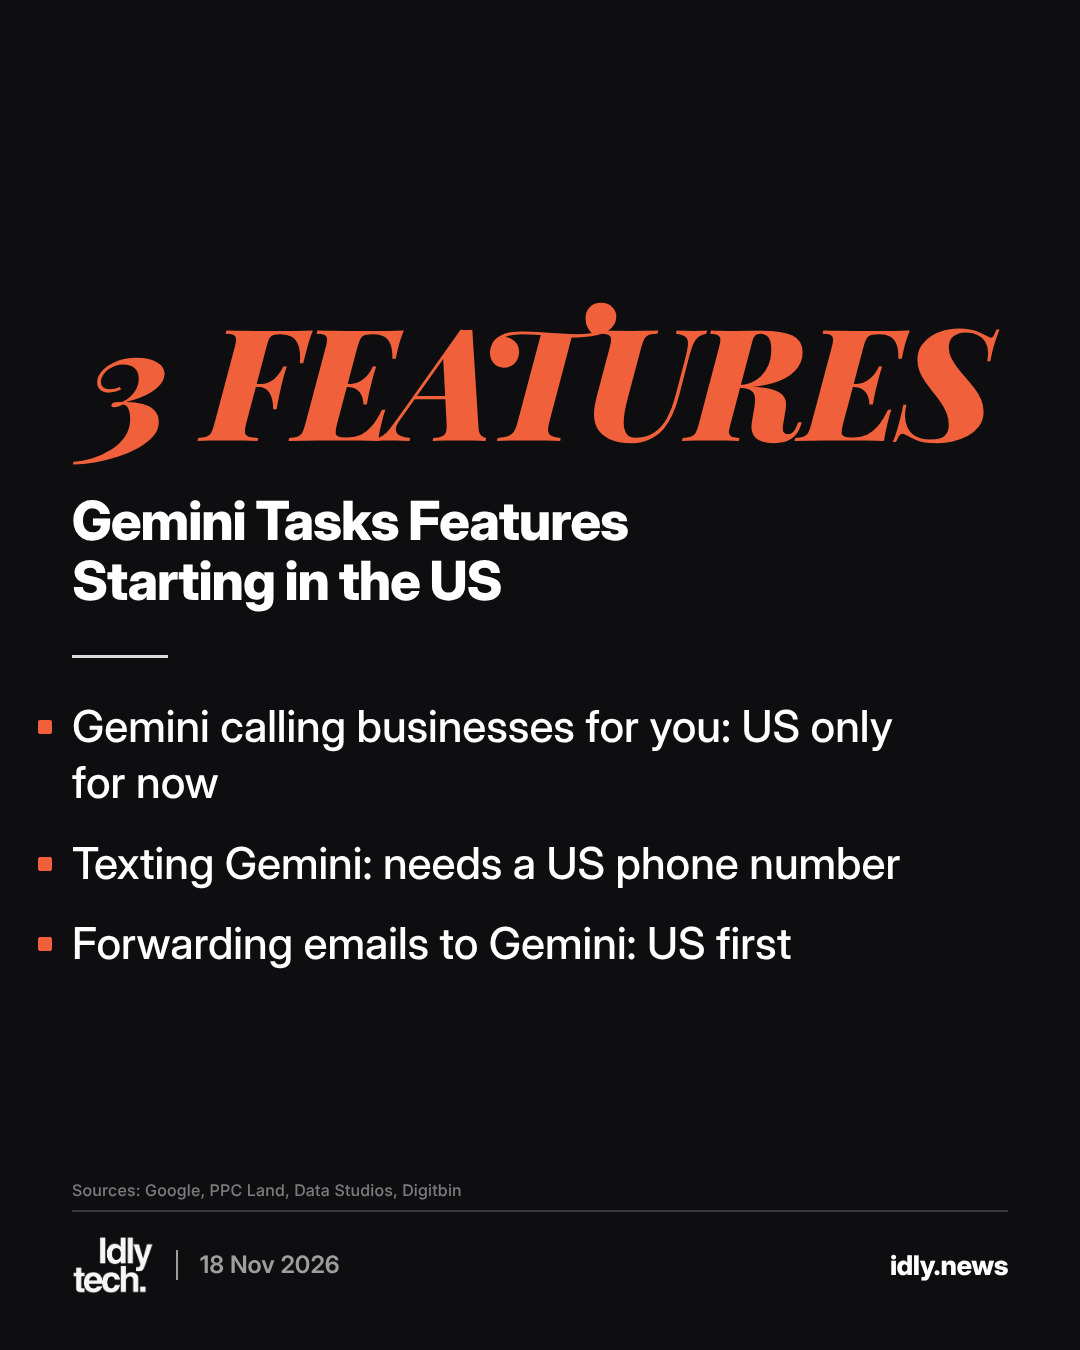 3 FEATURES
Gemini Tasks Features
Starting in the US
Gemini calling businesses for you: US only
for now
Texting Gemini: needs a US phone number
Forwarding emails to Gemini: US first
Sources: Google, PPC Land, Data Studios, Digitbin
Idly
tech.
18 Nov 2026
idly.news